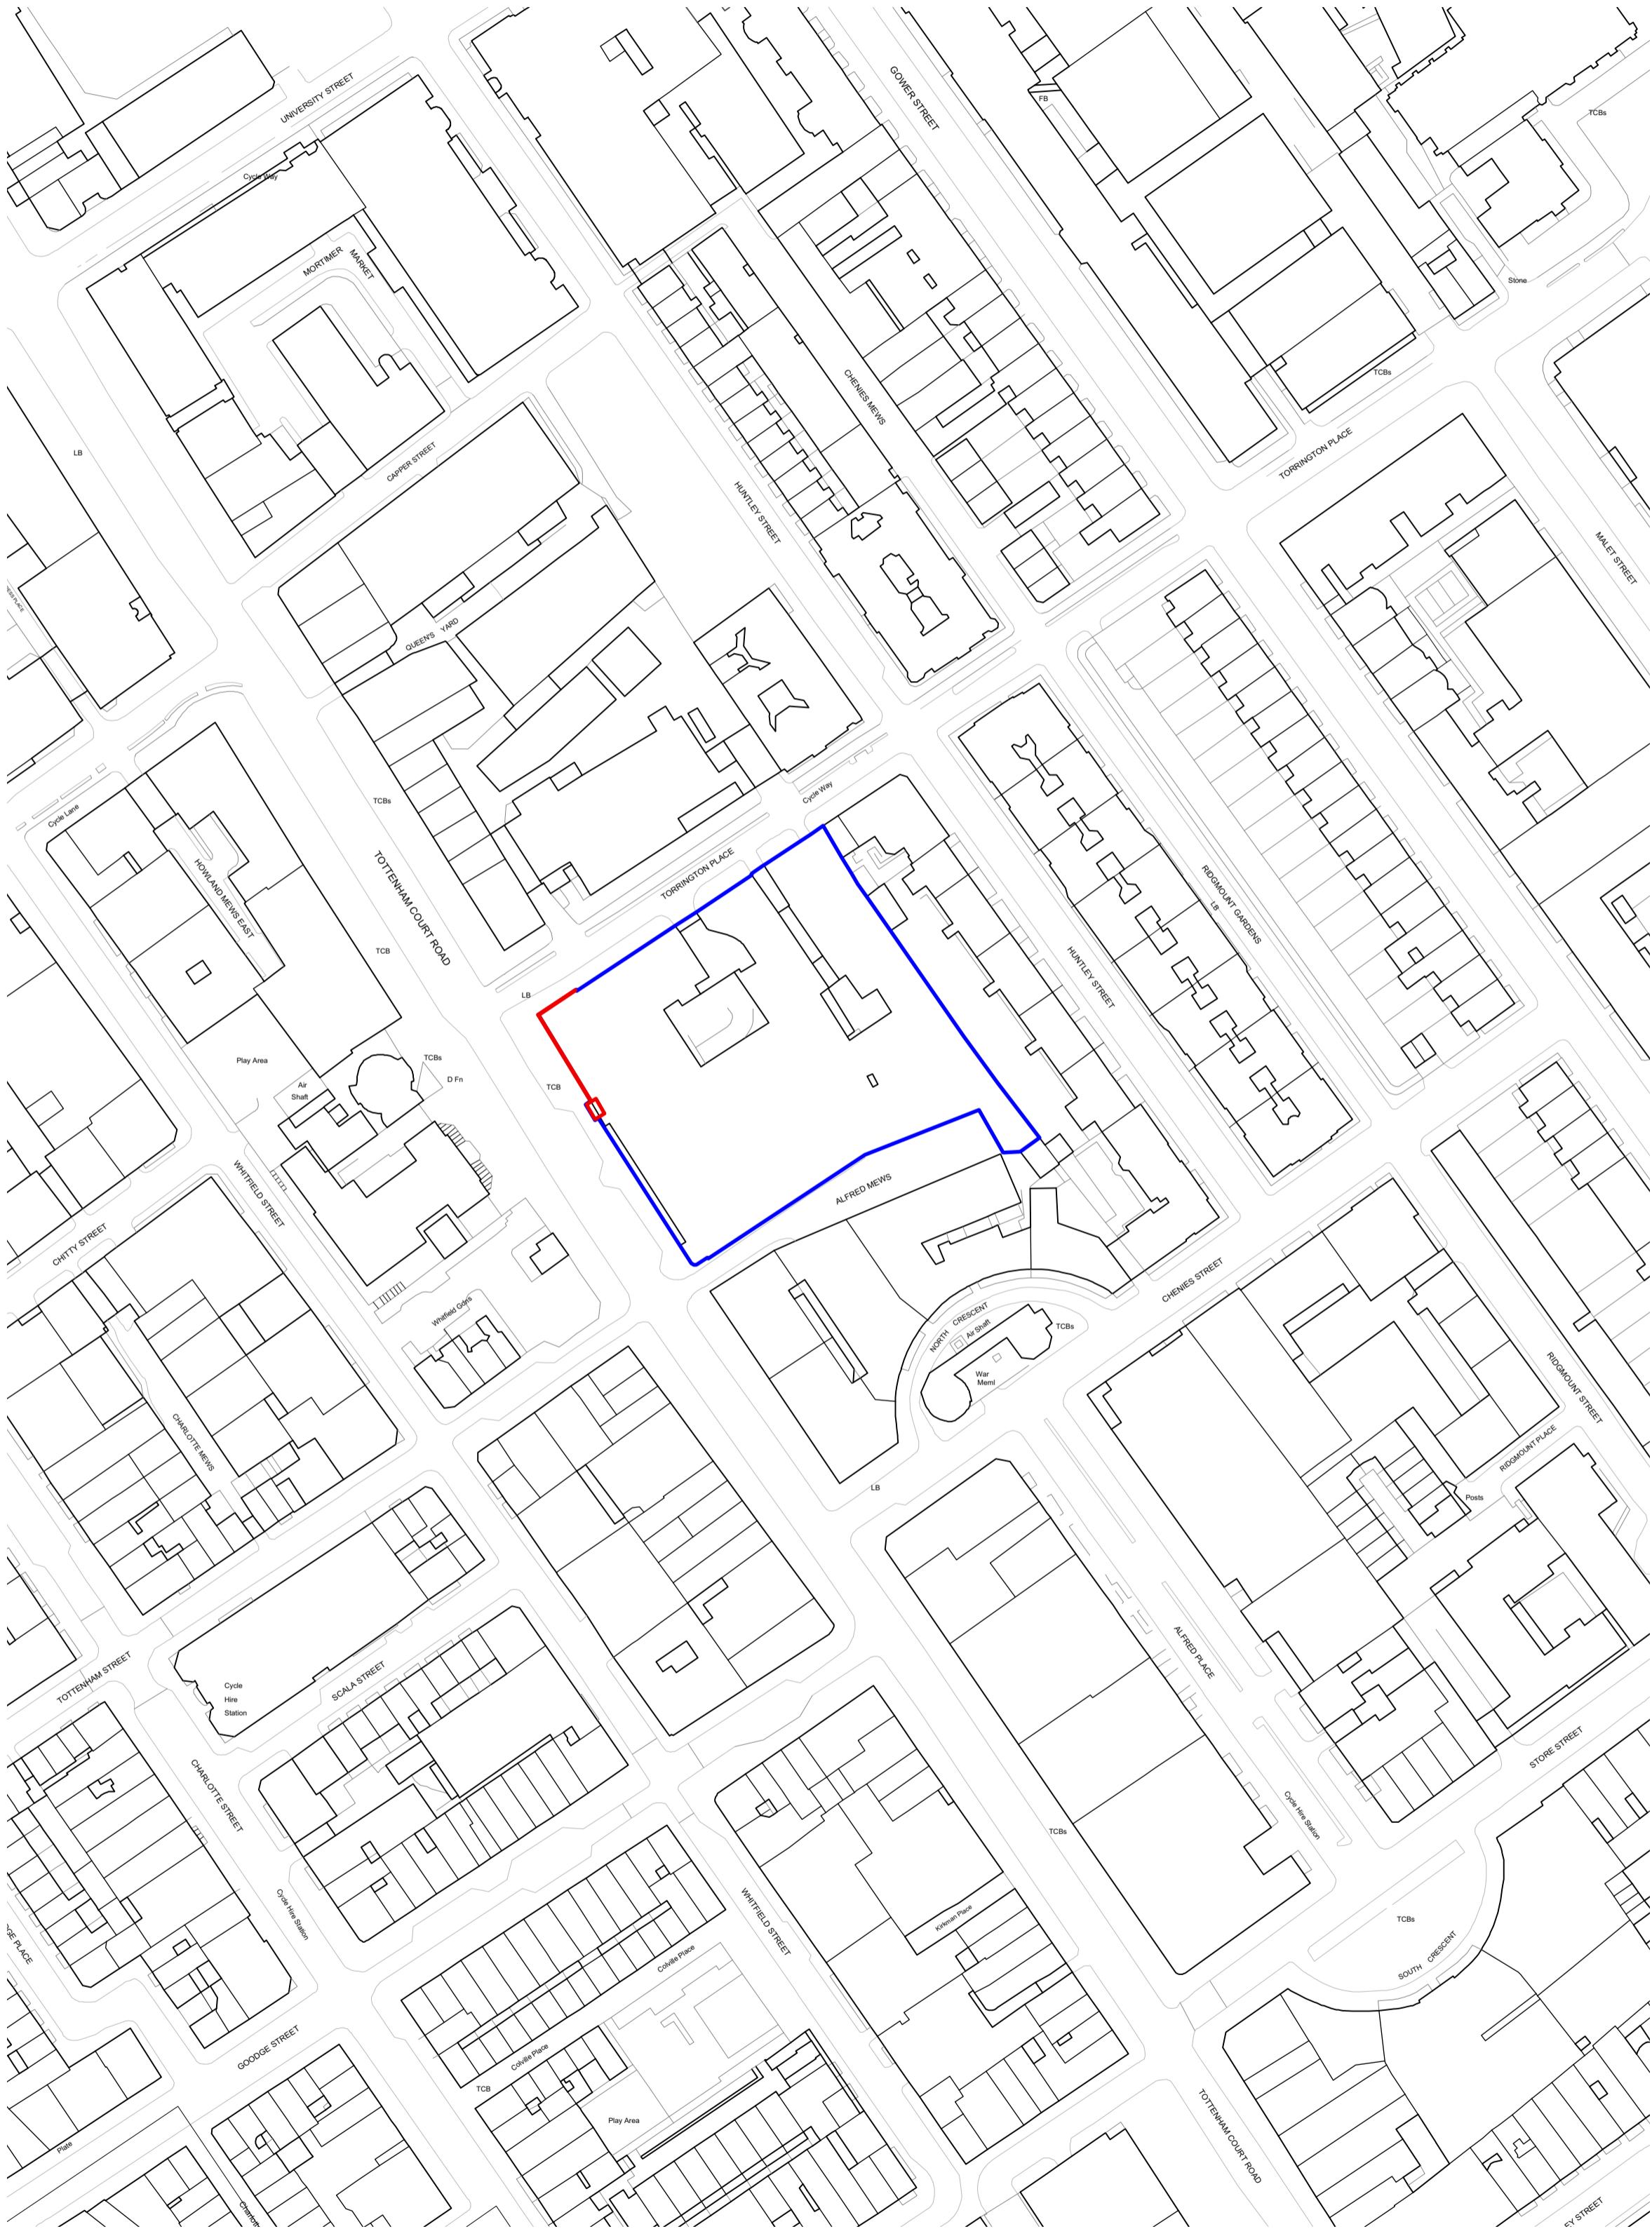 UNIVERSITY STREET
GOWER STREET
FB
TCBs
Cycle Way
MORTIMER
MARKET
Stone
CHENIES MEWS
TCBs
LB
CAPPER STREET
TORRINGTON PLACE
HUNTLEY STREET
MALET STREET
QUEEN'S YARD
Cycle Way
TCBs
Cycle Lane
HOWLAND MEWS EAST
TOTTENHAM COURT ROAD
TORRINGTON PLACE
RIDGMOUNT GARDENS
LB
TCB
HUNTLEY STREET
LB
Play Area
TCBs
D Fn
Air
Shaft
TCB
WHITFIELD STREET
ALFRED MEWS
CHITTY STREET
CHENIES STREET
Whitfield Gdns
NORTH
CRESCENT
Air Shaft
TCBs
War
Meml
RIDGMOUNT STREET
CHARLOTTE MEWS
RIDGMOUNT PLACE
LB
Posts
TOTTENHAM STREET
SCALA STREET
Cycle
Hire
Station
ALFRED PLACE
STORE STREET
CHARLOTTE STREET
Cycle Hire Station
TCBs
Cycle Hire Station
WHITFIELD STREET
Kirkman Place
TCBs
SOUTH CRESCENT
GE PLACE
Colville Place
GOODGE STREET
Colville Place
TCB
Play Area
TOTTENHAM COURT ROAD
Plate
EY STREET